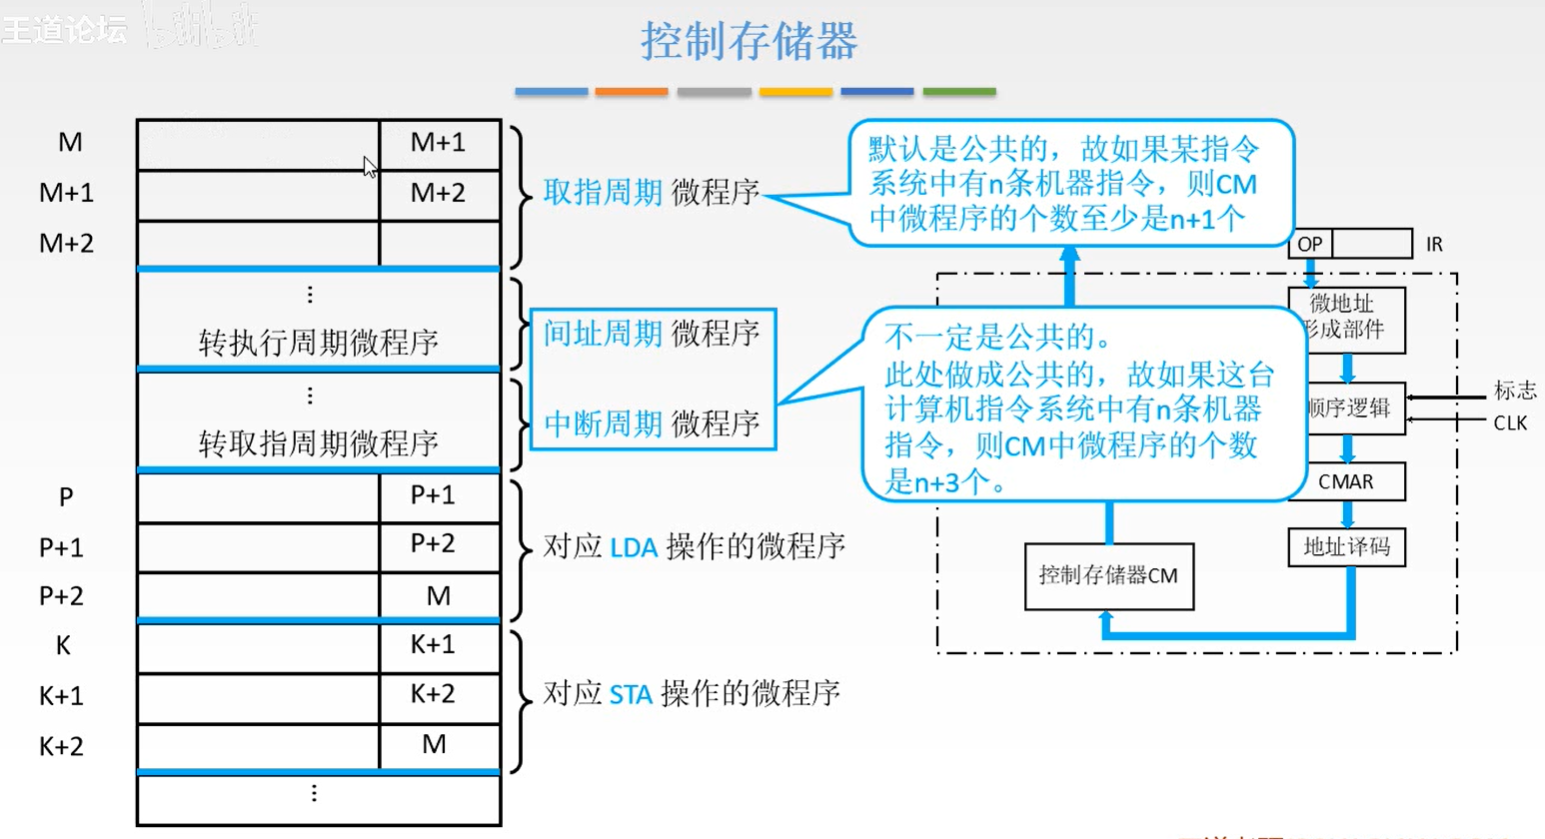 王道论坛 bilibili
控制存储器
M M+1
M+1 M+2
M+2
取指周期 微程序
默认是公共的，故如果某指令
系统中有n条机器指令，则CM
中微程序的个数至少是n+1个
OP IR
⋮
转执行周期微程序
间址周期 微程序
⋮
转取指周期微程序
中断周期 微程序
不一定是公共的。
此处做成公共的，故如果这台
计算机指令系统中有n条机器
指令，则CM中微程序的个数
是n+3个。
微地址
形成部件
顺序逻辑
标志
CLK
CMAR
地址译码
控制存储器CM
P P+1
P+1 P+2
P+2 M
对应 LDA 操作的微程序
K K+1
K+1 K+2
K+2 M
对应 STA 操作的微程序
⋮